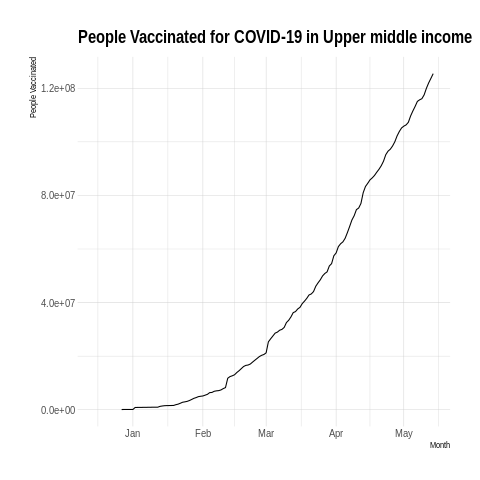 People Vaccinated for COVID-19 in Upper middle income
People Vaccinated
1.2e+08
8.0e+07
4.0e+07
0.0e+00
Jan Feb Mar Apr May
Month